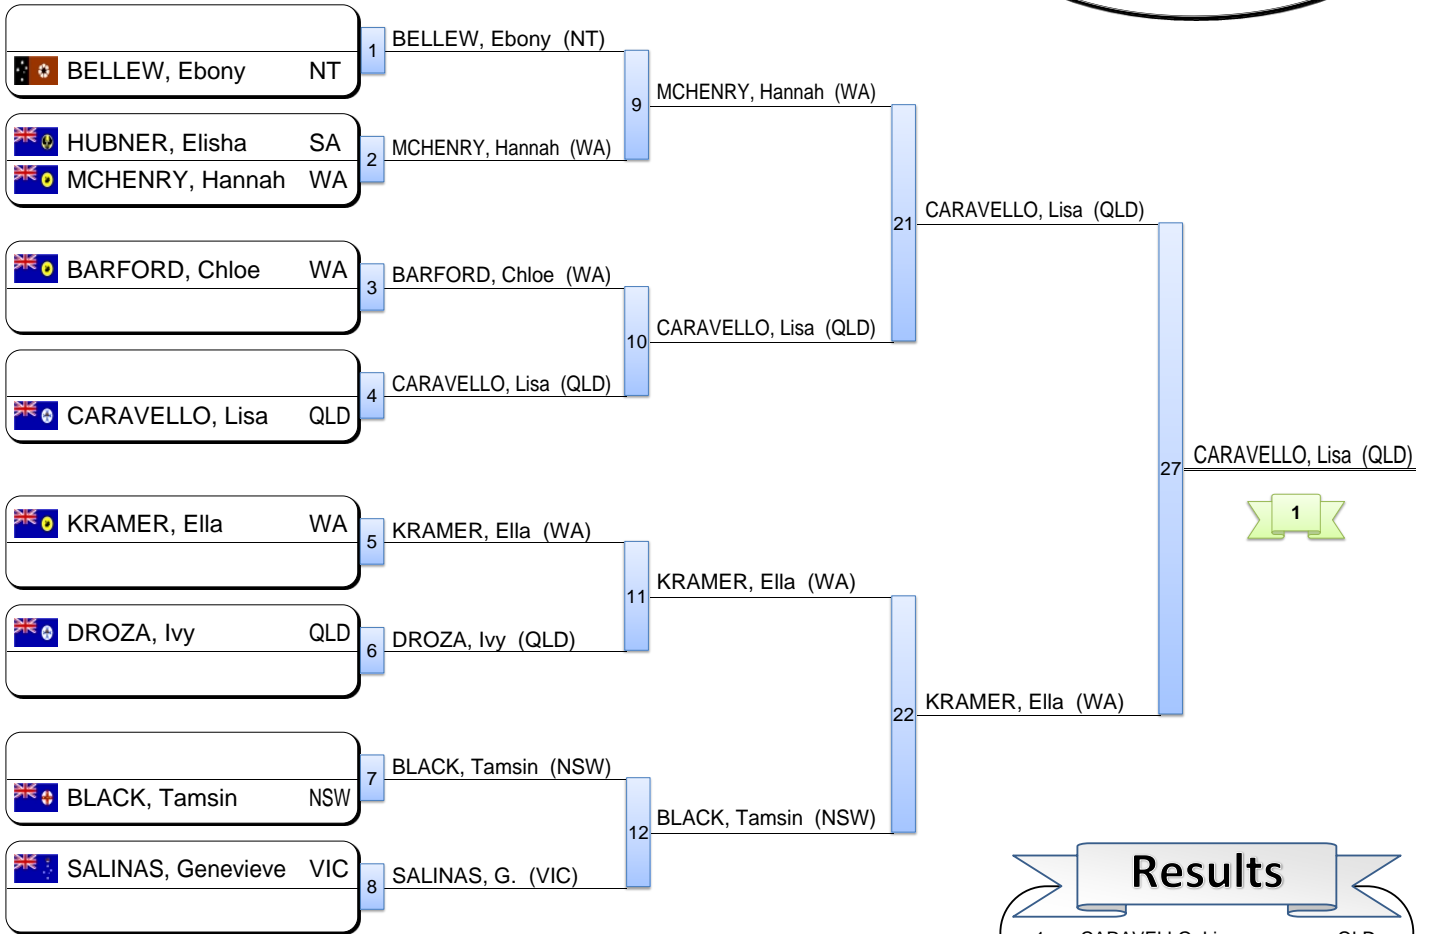 BELLEW, Ebony NT
1
BELLEW, Ebony (NT)
HUBNER, Elisha SA
MCHENRY, Hannah WA
2
MCHENRY, Hannah (WA)
9
MCHENRY, Hannah (WA)
BARFORD, Chloe WA
3
BARFORD, Chloe (WA)
CARAVELLO, Lisa QLD
4
CARAVELLO, Lisa (QLD)
10
CARAVELLO, Lisa (QLD)
21
CARAVELLO, Lisa (QLD)
KRAMER, Ella WA
5
KRAMER, Ella (WA)
DROZA, Ivy QLD
6
DROZA, Ivy (QLD)
11
KRAMER, Ella (WA)
BLACK, Tamsin NSW
7
BLACK, Tamsin (NSW)
SALINAS, Genevieve VIC
8
SALINAS, G. (VIC)
12
BLACK, Tamsin (NSW)
22
KRAMER, Ella (WA)
27
CARAVELLO, Lisa (QLD)
1
Results
1 CARAVELLO, Lisa QLD